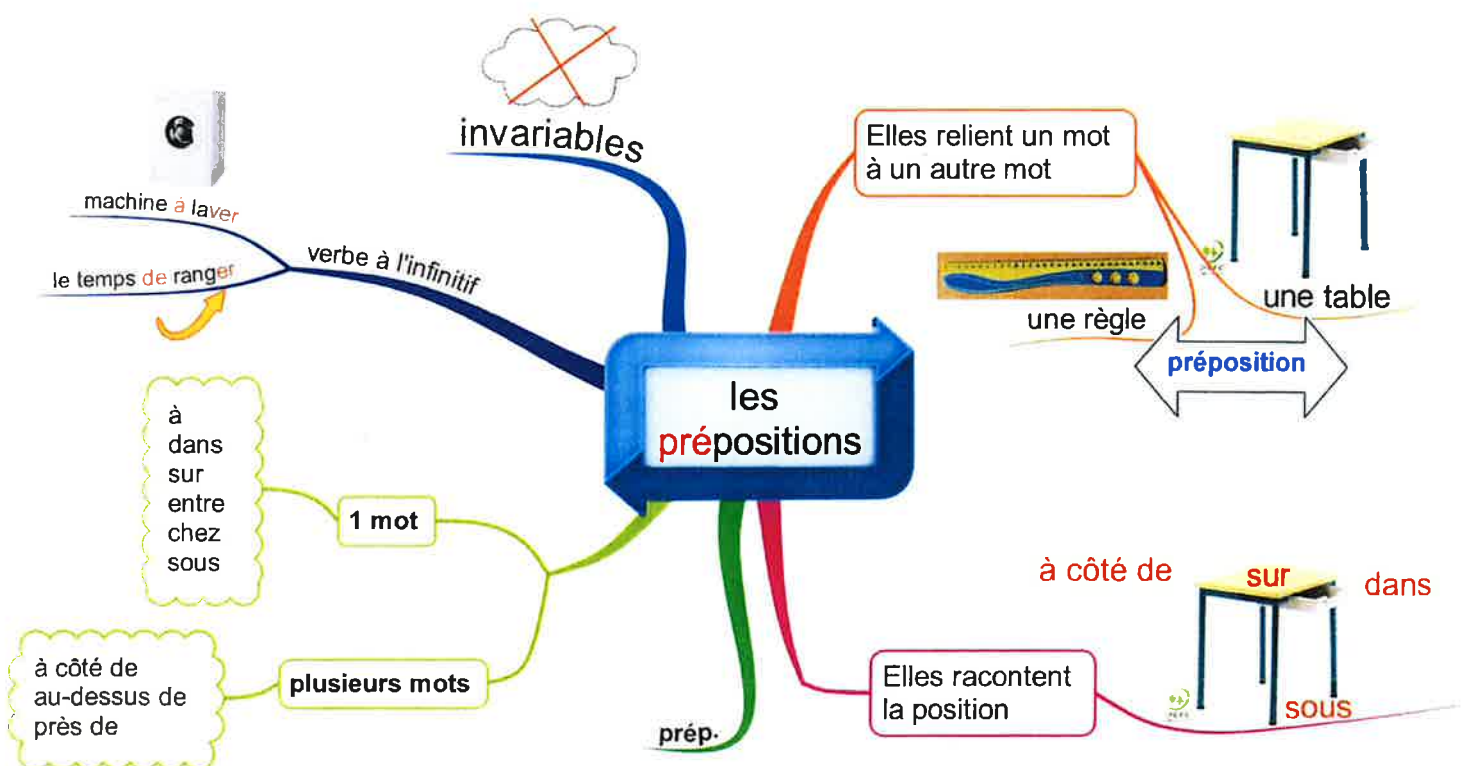 invariables
machine à laver
le temps de ranger
verbe à l'infinitif
Elles relient un mot
à un autre mot
une table
une règle
préposition
les
prépositions
à
dans
sur
entre
chez
sous
1 mot
à côté de
au-dessus de
près de
plusieurs mots
prép.
Elles racontent
la position
à côté de
sur
dans
sous